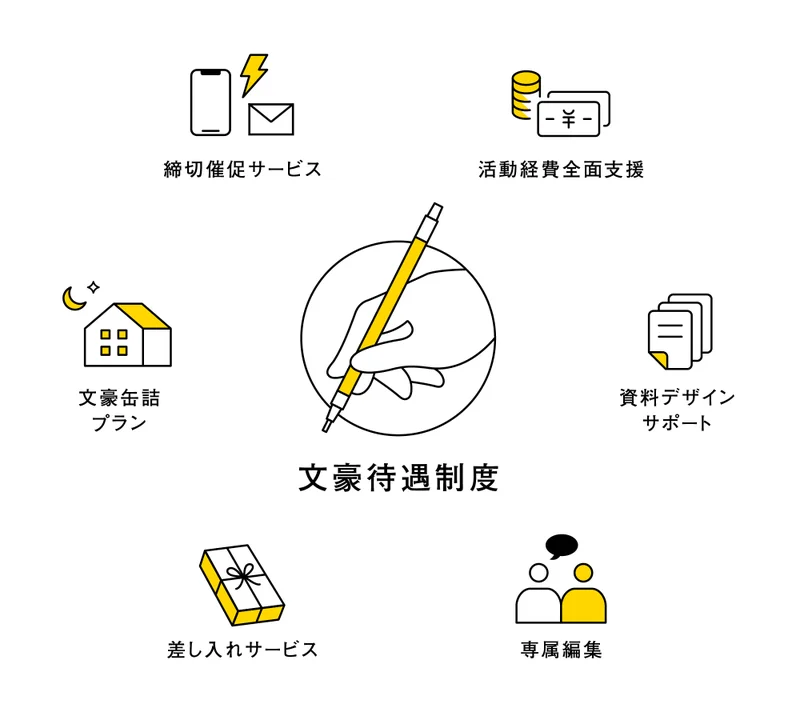 締切催促サービス
活動経費全面支援
文豪缶詰
プラン
資料デザイン
サポート
文豪待遇制度
差し入れサービス
専属編集